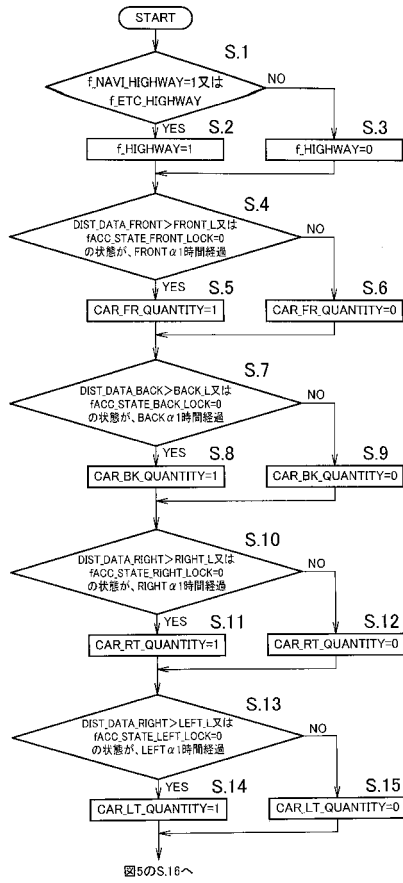 START
S.1
f_NAVI_HIGHWAY=1又は
f_ETC_HIGHWAY
NO
YES
S.2
S.3
f_HIGHWAY=1
f_HIGHWAY=0
S.4
DIST_DATA_FRONT>FRONT_L又は
fACC_STATE_FRONT_LOCK=0
の状態が、FRONTα1時間経過
NO
YES
S.5
S.6
CAR_FR_QUANTITY=1
CAR_FR_QUANTITY=0
S.7
DIST_DATA_BACK>BACK_L又は
fACC_STATE_BACK_LOCK=0
の状態が、BACKα1時間経過
NO
YES
S.8
S.9
CAR_BK_QUANTITY=1
CAR_BK_QUANTITY=0
S.10
DIST_DATA_RIGHT>RIGHT_L又は
fACC_STATE_RIGHT_LOCK=0
の状態が、RIGHTα1時間経過
NO
YES
S.11
S.12
CAR_RT_QUANTITY=1
CAR_RT_QUANTITY=0
S.13
DIST_DATA_RIGHT>LEFT_L又は
fACC_STATE_LEFT_LOCK=0
の状態が、LEFTα1時間経過
NO
YES
S.14
S.15
CAR_LT_QUANTITY=1
CAR_LT_QUANTITY=0
図5のS.16へ